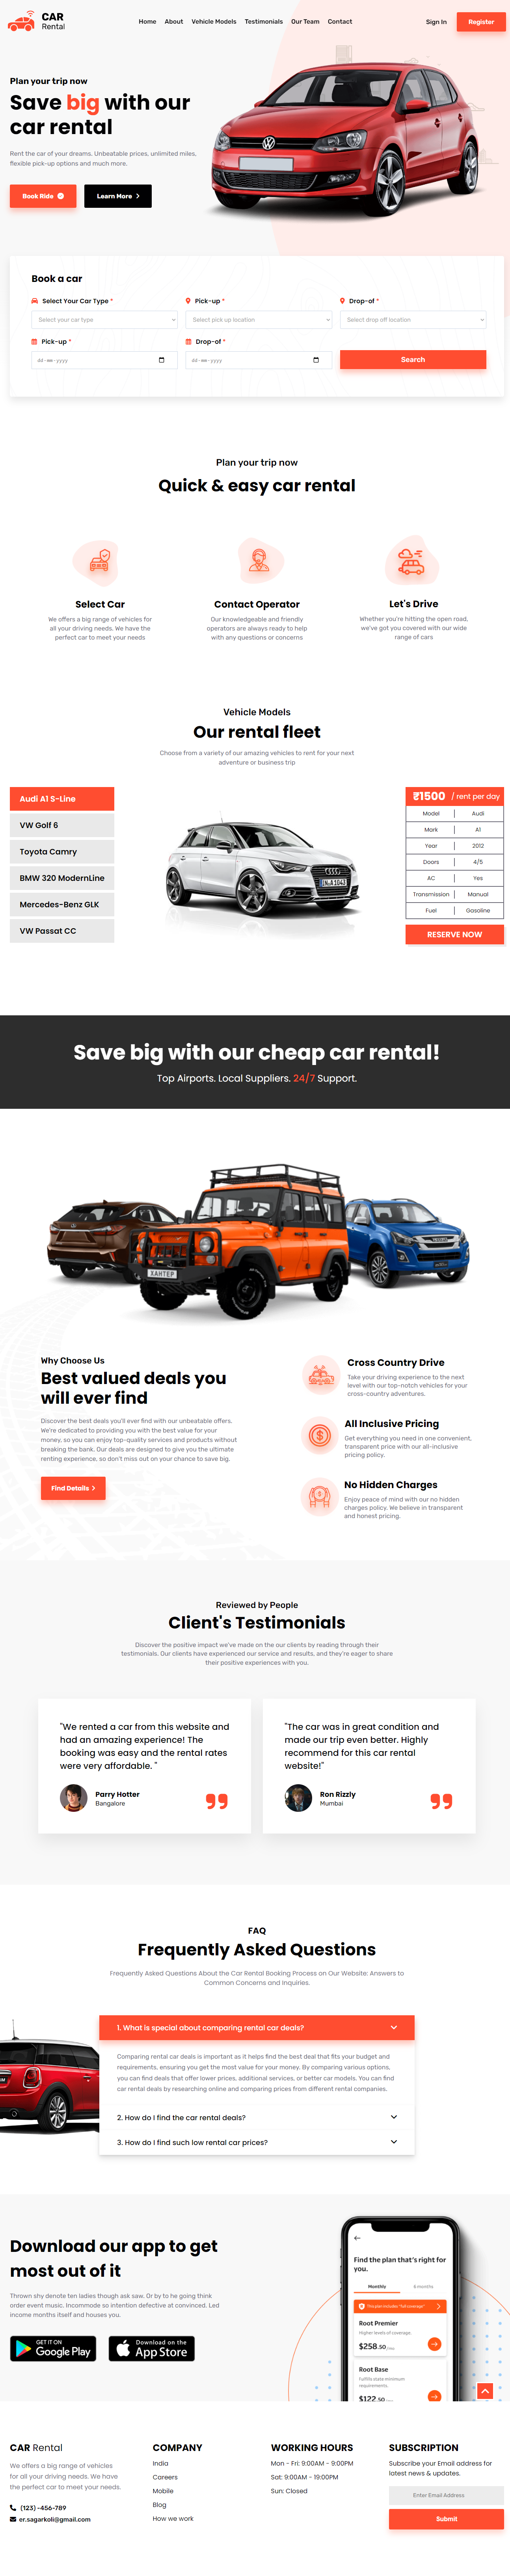 CAR
Rental
Home About Vehicle Models Testimonials Our Team Contact
Sign In
Register
Plan your trip now
Save big with our
car rental
Rent the car of your dreams. Unbeatable prices, unlimited miles,
flexible pick-up options and much more.
Book Ride
Learn More
Book a car
Select Your Car Type *
Pick-up *
Drop-of *
Select your car type
Select pick up location
Select drop off location
Pick-up *
Drop-of *
dd-mm-yyyy
dd-mm-yyyy
Search
Plan your trip now
Quick & easy car rental
Select Car
We offers a big range of vehicles for
all your driving needs. We have the
perfect car to meet your needs
Contact Operator
Our knowledgeable and friendly
operators are always ready to help
with any questions or concerns
Let's Drive
Whether you're hitting the open road,
we've got you covered with our wide
range of cars
Vehicle Models
Our rental fleet
Choose from a variety of our amazing vehicles to rent for your next
adventure or business trip
Audi A1 S-Line
VW Golf 6
Toyota Camry
BMW 320 ModernLine
Mercedes-Benz GLK
VW Passat CC
₹1500 / rent per day
Model Audi
Mark A1
Year 2012
Doors 4/5
AC Yes
Transmission Manual
Fuel Gasoline
RESERVE NOW
Save big with our cheap car rental!
Top Airports. Local Suppliers. 24/7 Support.
ХАНТЕР
Why Choose Us
Best valued deals you
will ever find
Discover the best deals you'll ever find with our unbeatable offers.
We're dedicated to providing you with the best value for your
money, so you can enjoy top-quality services and products without
breaking the bank. Our deals are designed to give you the ultimate
renting experience, so don't miss out on your chance to save big.
Find Details
Cross Country Drive
Take your driving experience to the next
level with our top-notch vehicles for your
cross-country adventures.
All Inclusive Pricing
Get everything you need in one convenient,
transparent price with our all-inclusive
pricing policy.
No Hidden Charges
Enjoy peace of mind with our no hidden
charges policy. We believe in transparent
and honest pricing.
Reviewed by People
Client's Testimonials
Discover the positive impact we've made on the our clients by reading through their
testimonials. Our clients have experienced our service and results, and they're eager to share
their positive experiences with you.
"We rented a car from this website and
had an amazing experience! The
booking was easy and the rental rates
were very affordable. "
Parry Hotter
Bangalore
"The car was in great condition and
made our trip even better. Highly
recommend for this car rental
website!"
Ron Rizzly
Mumbai
FAQ
Frequently Asked Questions
Frequently Asked Questions About the Car Rental Booking Process on Our Website: Answers to
Common Concerns and Inquiries.
1. What is special about comparing rental car deals?
Comparing rental car deals is important as it helps find the best deal that fits your budget and
requirements, ensuring you get the most value for your money. By comparing various options,
you can find deals that offer lower prices, additional services, or better car models. You can find
car rental deals by researching online and comparing prices from different rental companies.
2. How do I find the car rental deals?
3. How do I find such low rental car prices?
Download our app to get
most out of it
Thrown shy denote ten ladies though ask saw. Or by to he going think
order event music. Incommode so intention defective at convinced. Led
income months itself and houses you.
GET IT ON
Google Play
Download on the
App Store
Find the plan that's right for
you.
Monthly
6 months
Root Premier
Higher levels of coverage.
$258.50
Root Base
Fulfills state minimum
requirements.
$122.50
CAR Rental
We offers a big range of vehicles
for all your driving needs. We have
the perfect car to meet your needs.
(123) -456-789
er.sagarkoli@gmail.com
COMPANY
India
Careers
Mobile
Blog
How we work
WORKING HOURS
Mon - Fri: 9:00AM - 9:00PM
Sat: 9:00AM - 19:00PM
Sun: Closed
SUBSCRIPTION
Subscribe your Email address for
latest news & updates.
Enter Email Address
Submit